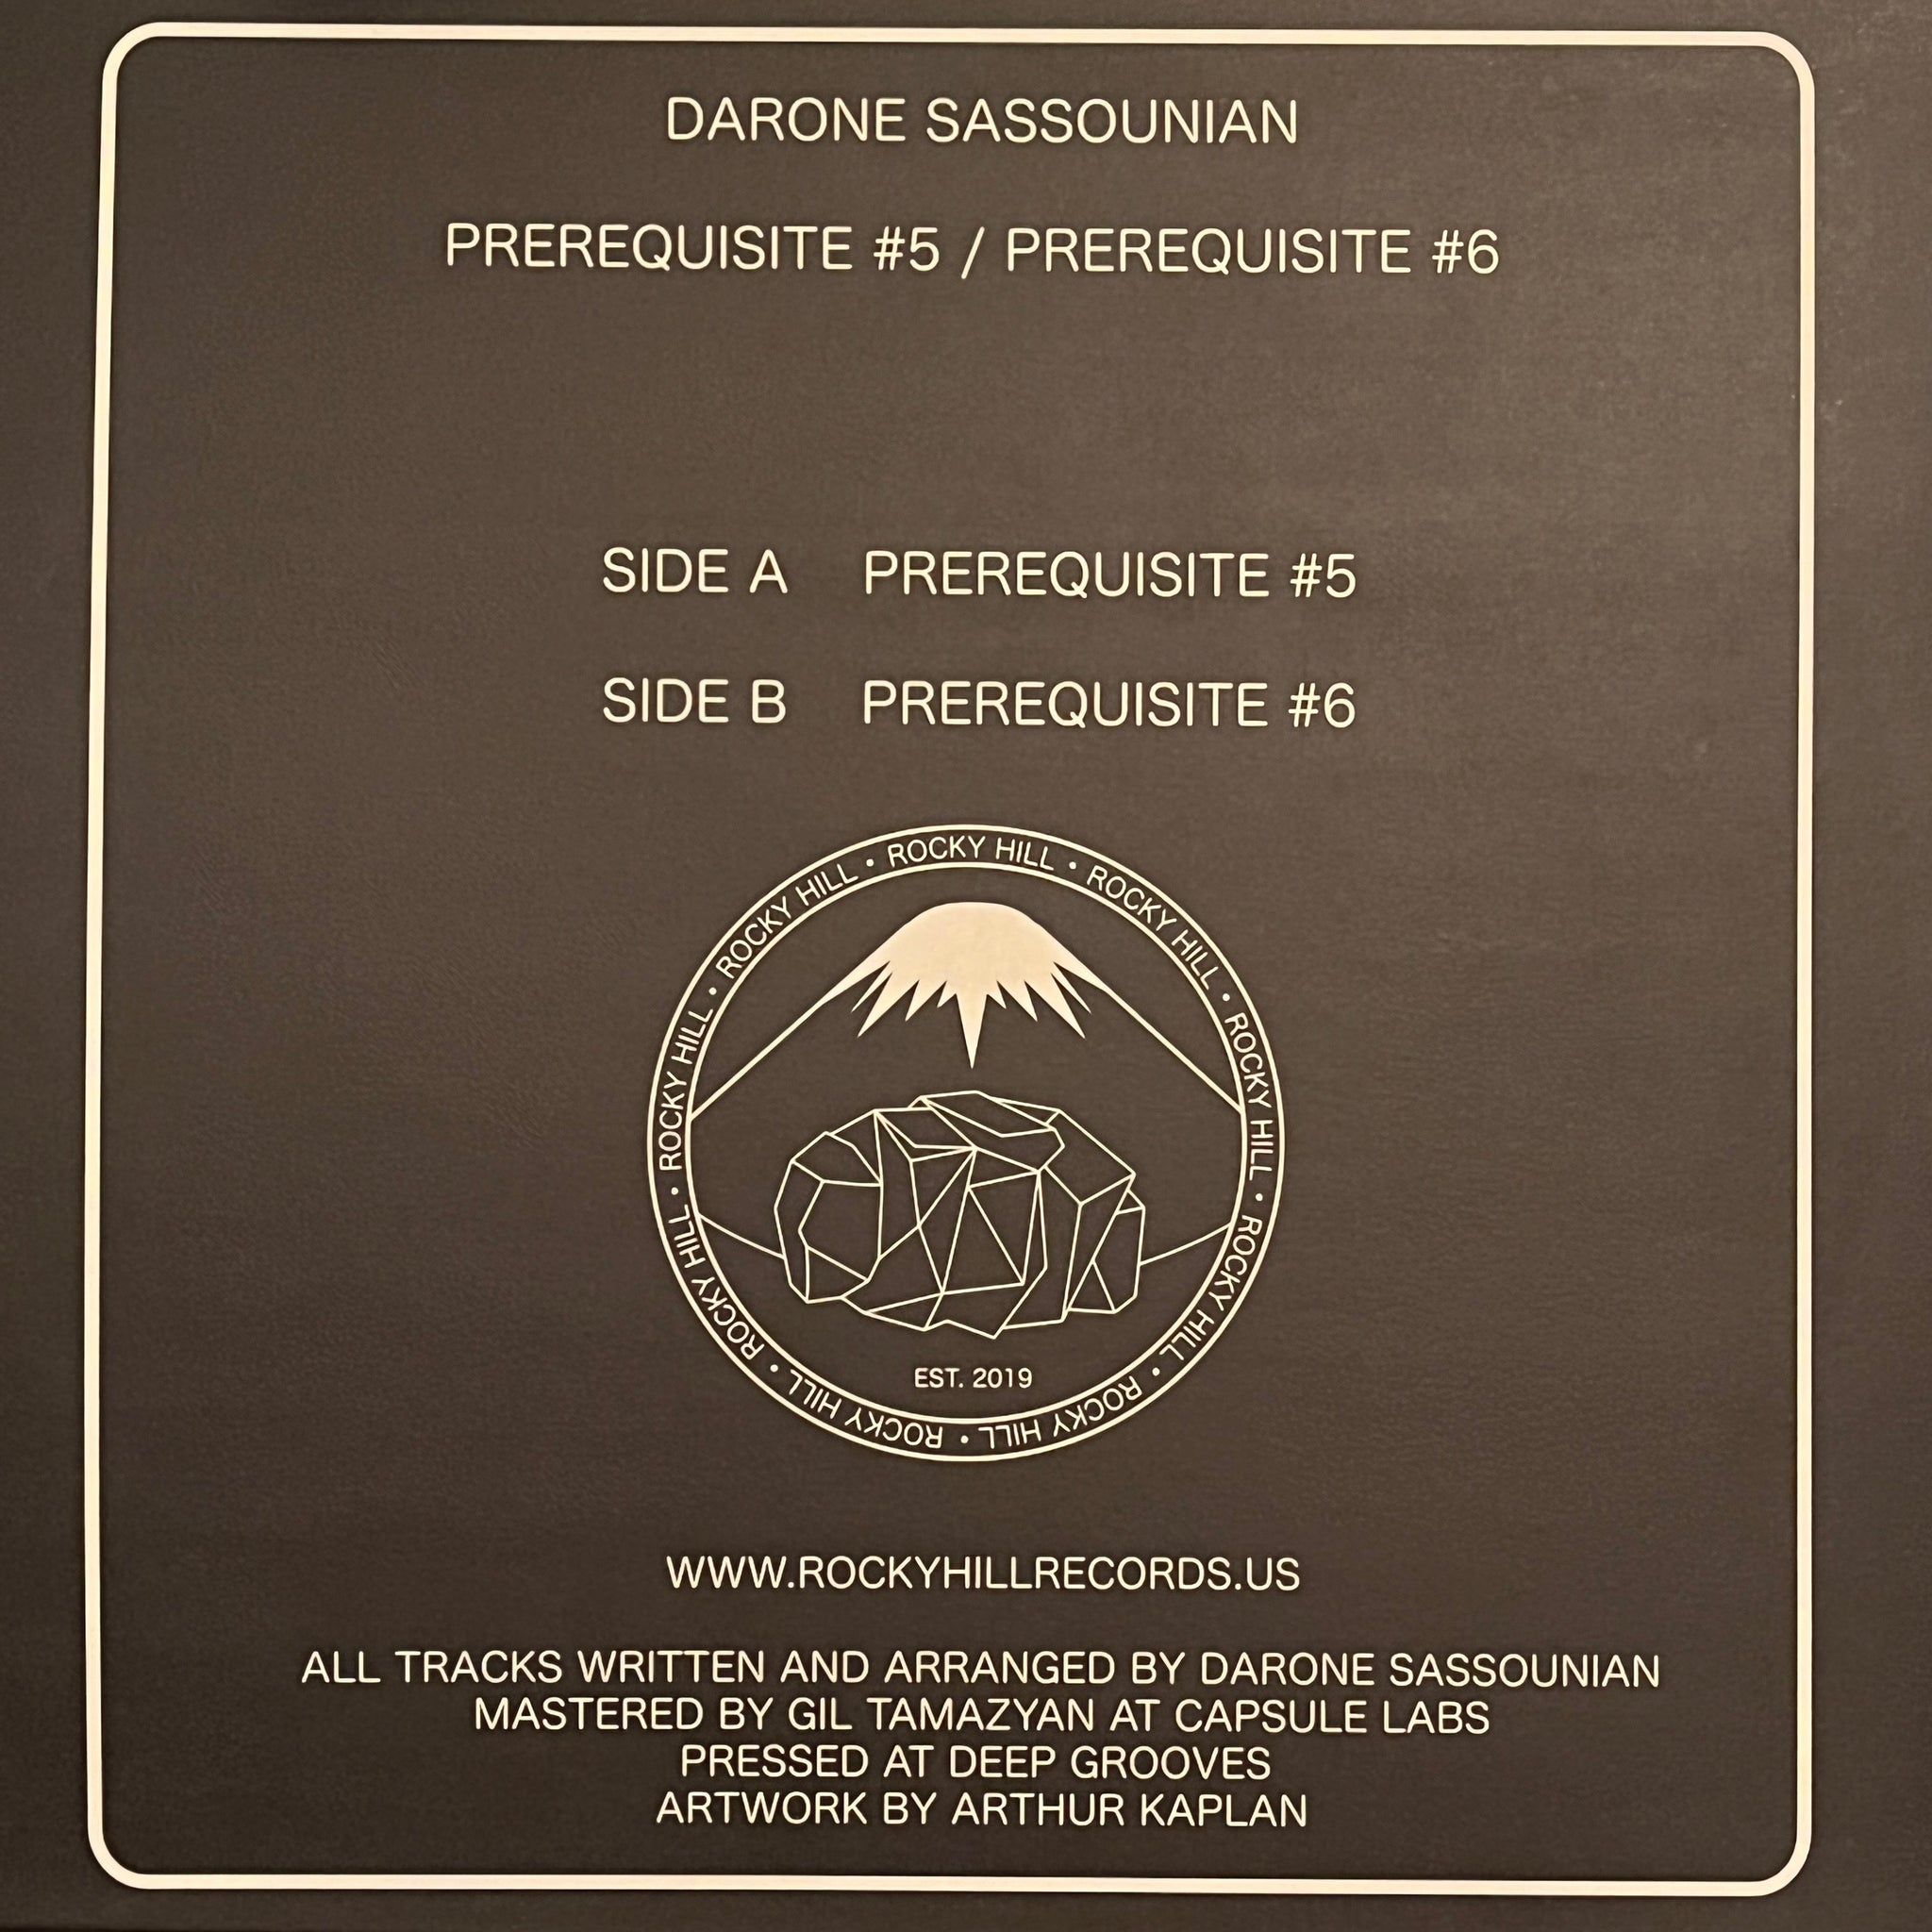 DARONE SASSOUNIAN
PREREQUISITE #5 / PREREQUISITE #6
SIDE A PREREQUISITE #5
SIDE B PREREQUISITE #6
ROCKY HILL • ROCKY HILL • ROCKY HILL • ROCKY HILL • ROCKY HILL • ROCKY HILL • ROCKY HILL • ROCKY HILL •
EST. 2019
WWW.ROCKYHILLRECORDS.US
ALL TRACKS WRITTEN AND ARRANGED BY DARONE SASSOUNIAN
MASTERED BY GIL TAMAZYAN AT CAPSULE LABS
PRESSED AT DEEP GROOVES
ARTWORK BY ARTHUR KAPLAN